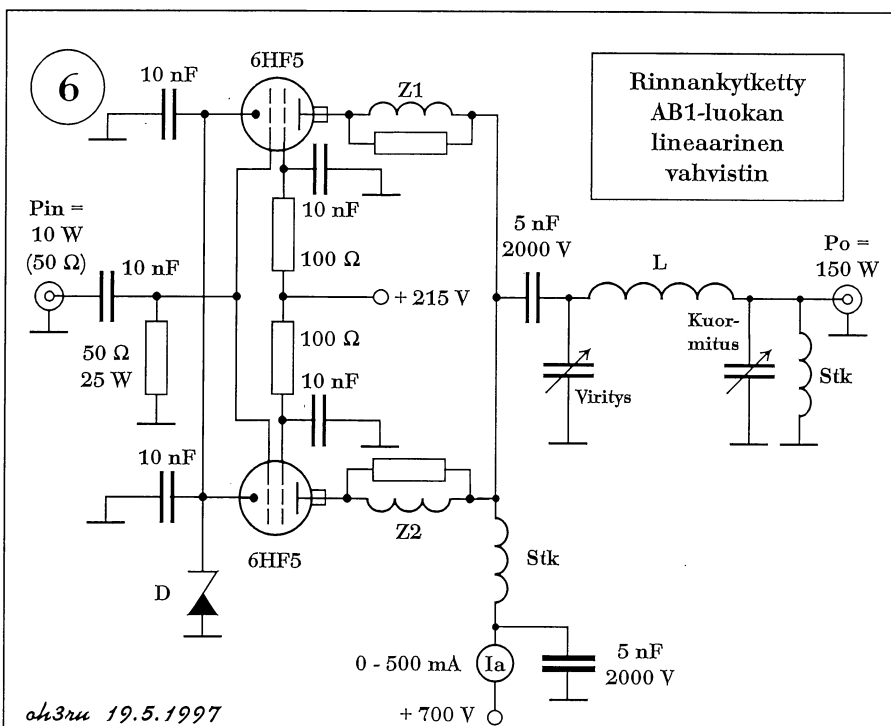 6
10 nF
6HF5
Z1
Rinnankytketty
AB1-luokan
lineaarinen
vahvistin
10 nF
Pin =
10 W
(50 Ω)
10 nF
100 Ω
+ 215 V
5 nF
2000 V
L
Po =
150 W
50 Ω
25 W
100 Ω
10 nF
Viritys
Kuor-
mitus
Stk
10 nF
6HF5
Z2
D
Stk
0 - 500 mA
Ia
5 nF
2000 V
+ 700 V
oh3ru 19.5.1997